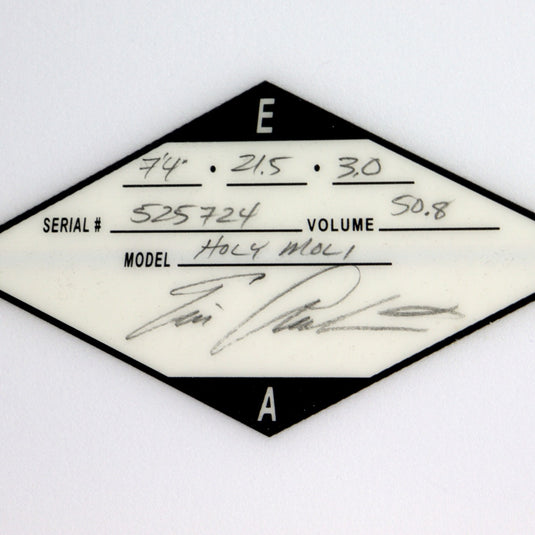 E
7'4" • 21.5 • 3.0
SERIAL # 525724 VOLUME 50.8
MODEL HOLY MOLI
A